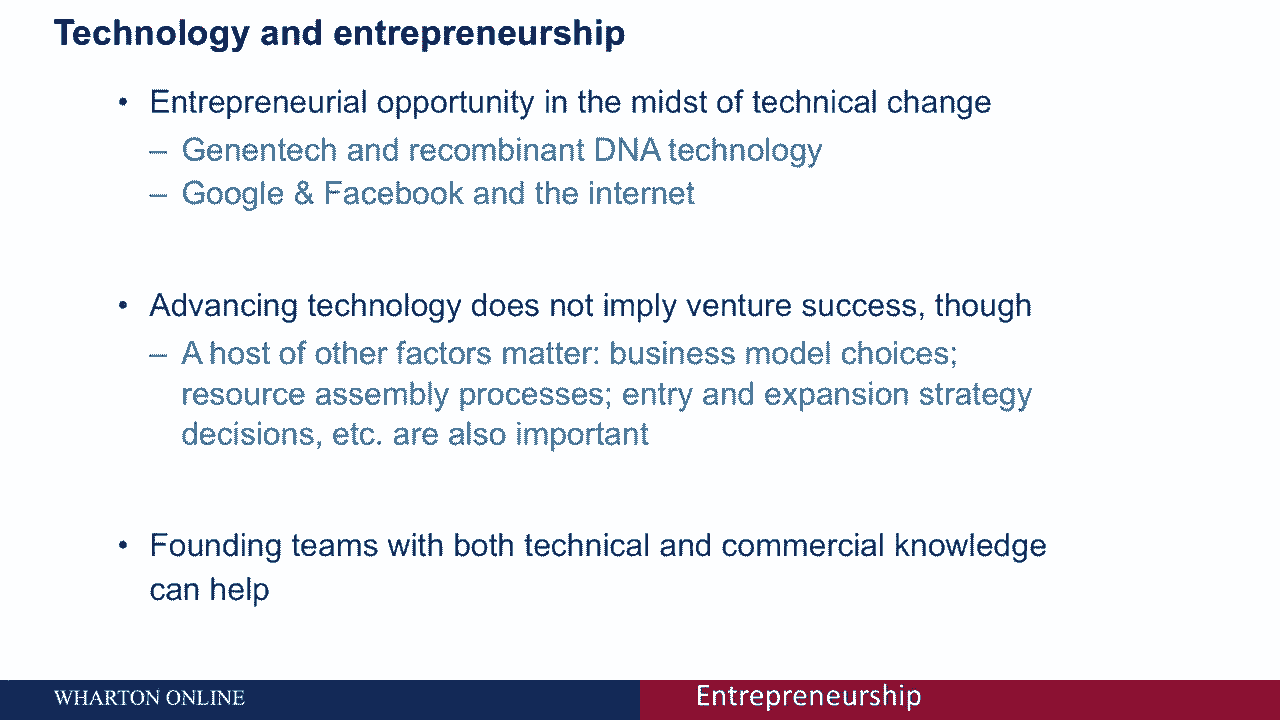 Technology and entrepreneurship
• Entrepreneurial opportunity in the midst of technical change
– Genentech and recombinant DNA technology
– Google & Facebook and the internet
• Advancing technology does not imply venture success, though
– A host of other factors matter: business model choices;
resource assembly processes; entry and expansion strategy
decisions, etc. are also important
• Founding teams with both technical and commercial knowledge
can help
WHARTON ONLINE
Entrepreneurship